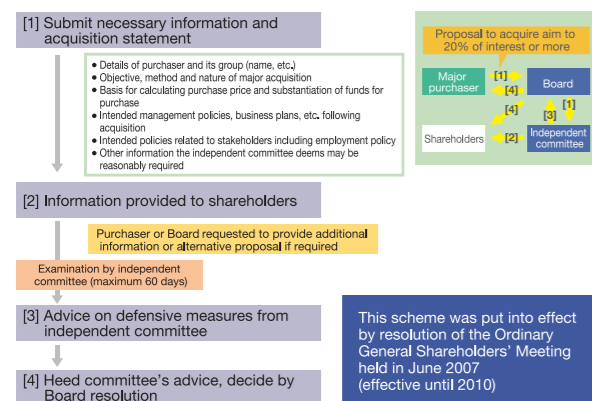 [1] Submit necessary information and
acquisition statement
● Details of purchaser and its group (name, etc.)
● Objective, method and nature of major acquisition
● Basis for calculating purchase price and substantiation of funds for
purchase
● Intended management policies, business plans, etc. following
acquisition
● Intended policies related to stakeholders including employment policy
● Other information the independent committee deems may be
reasonably required
Proposal to acquire aim to
20% of interest or more
Major
purchaser
[1]
[4]
Board
[4]
[1]
[3]
Shareholders
[2]
Independent
committee
[2] Information provided to shareholders
Purchaser or Board requested to provide additional
information or alternative proposal if required
Examination by independent
committee (maximum 60 days)
[3] Advice on defensive measures from
independent committee
[4] Heed committee's advice, decide by
Board resolution
This scheme was put into effect
by resolution of the Ordinary
General Shareholders' Meeting
held in June 2007
(effective until 2010)